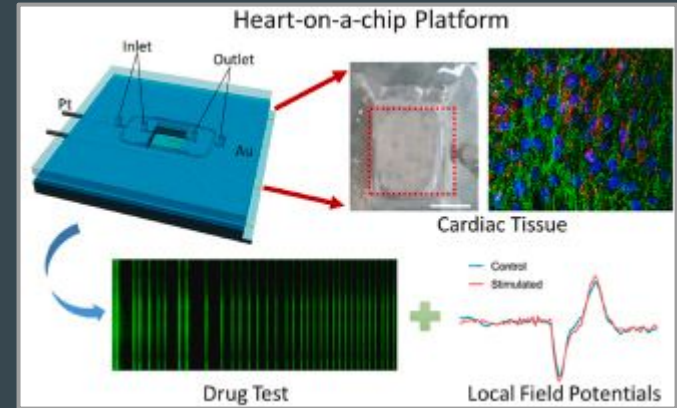 Heart-on-a-chip Platform
Inlet
Outlet
Pt
Au
Cardiac Tissue
Control
Stimulated
Drug Test
Local Field Potentials